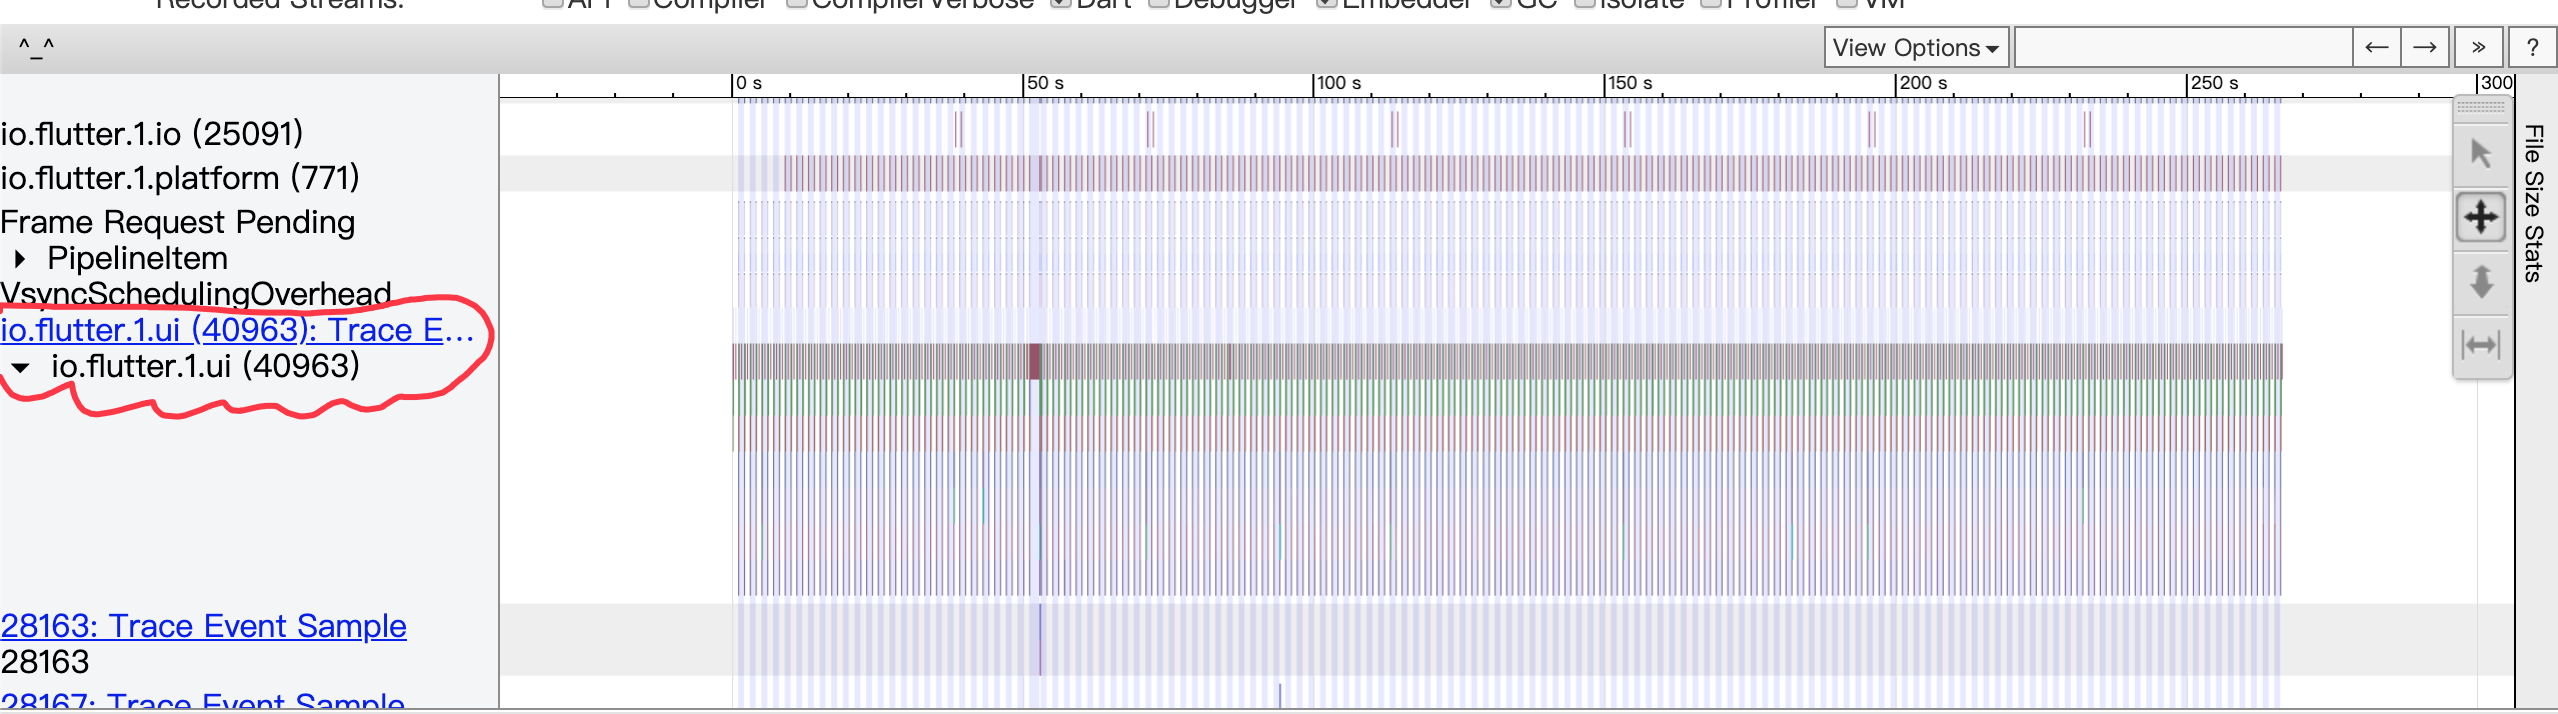 Recorded Streams: API Compiler CompilerVerbose Dart Debugger Embedder GC Isolate Profiler VM
^_^ View Options ← → » ?
0 s 50 s 100 s 150 s 200 s 250 s 300
io.flutter.1.io (25091)
io.flutter.1.platform (771)
Frame Request Pending
PipelineItem
VsyncSchedulingOverhead
io.flutter.1.ui (40963): Trace E...
io.flutter.1.ui (40963)
28163: Trace Event Sample
28163
28167: Trace Event Sample
File Size Stats